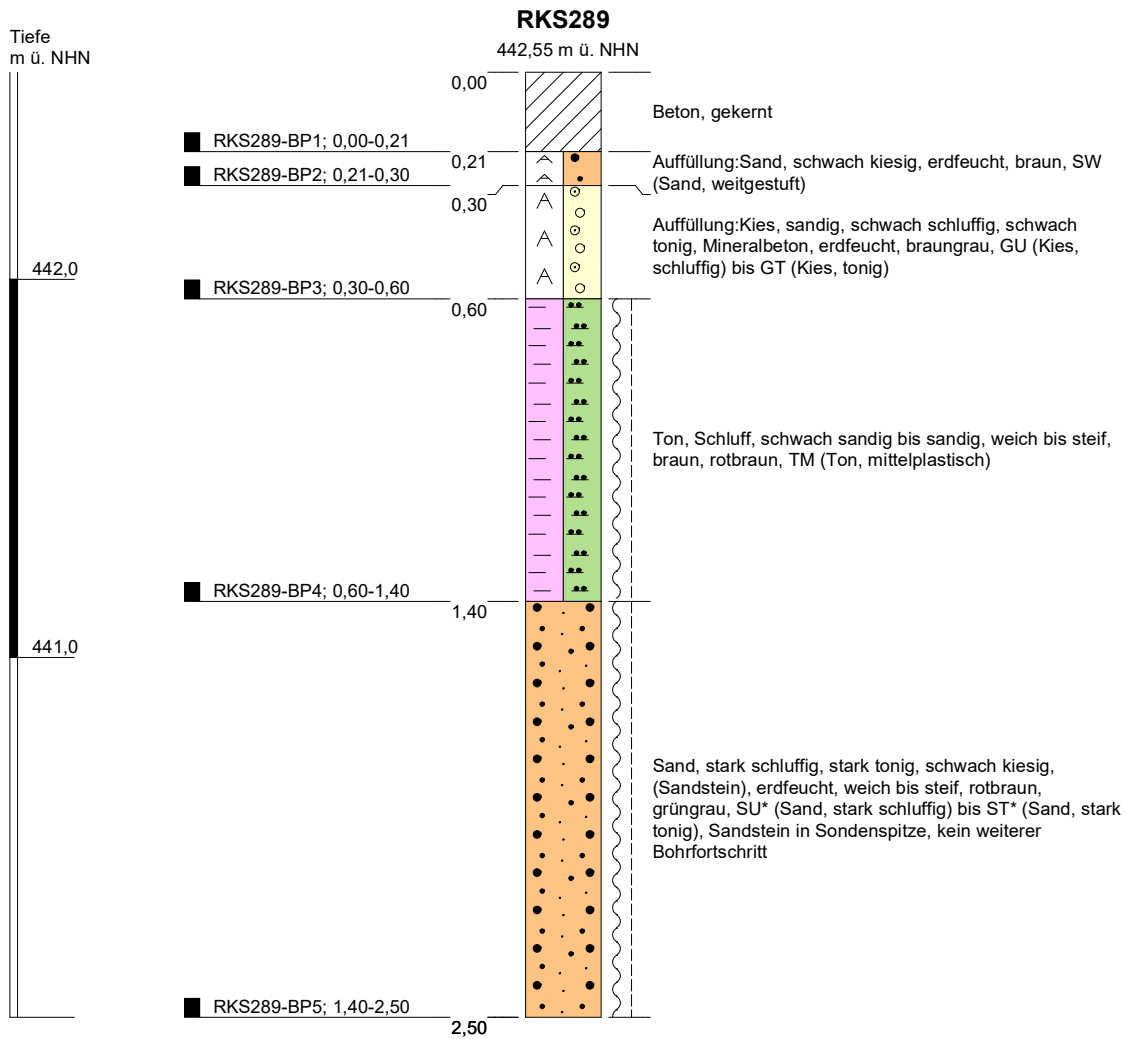 RKS289
442,55 m ü. NHN
Tiefe
m ü. NHN
0,00
Beton, gekernt
RKS289-BP1; 0,00-0,21
0,21
Auffüllung:Sand, schwach kiesig, erdfeucht, braun, SW
(Sand, weitgestuft)
RKS289-BP2; 0,21-0,30
0,30
Auffüllung:Kies, sandig, schwach schluffig, schwach
tonig, Mineralbeton, erdfeucht, braungrau, GU (Kies,
schluffig) bis GT (Kies, tonig)
442,0
RKS289-BP3; 0,30-0,60
0,60
Ton, Schluff, schwach sandig bis sandig, weich bis steif,
braun, rotbraun, TM (Ton, mittelplastisch)
RKS289-BP4; 0,60-1,40
1,40
441,0
Sand, stark schluffig, stark tonig, schwach kiesig,
(Sandstein), erdfeucht, weich bis steif, rotbraun,
grüngrau, SU* (Sand, stark schluffig) bis ST* (Sand, stark
tonig), Sandstein in Sondenspitze, kein weiterer
Bohrfortschritt
RKS289-BP5; 1,40-2,50
2,50